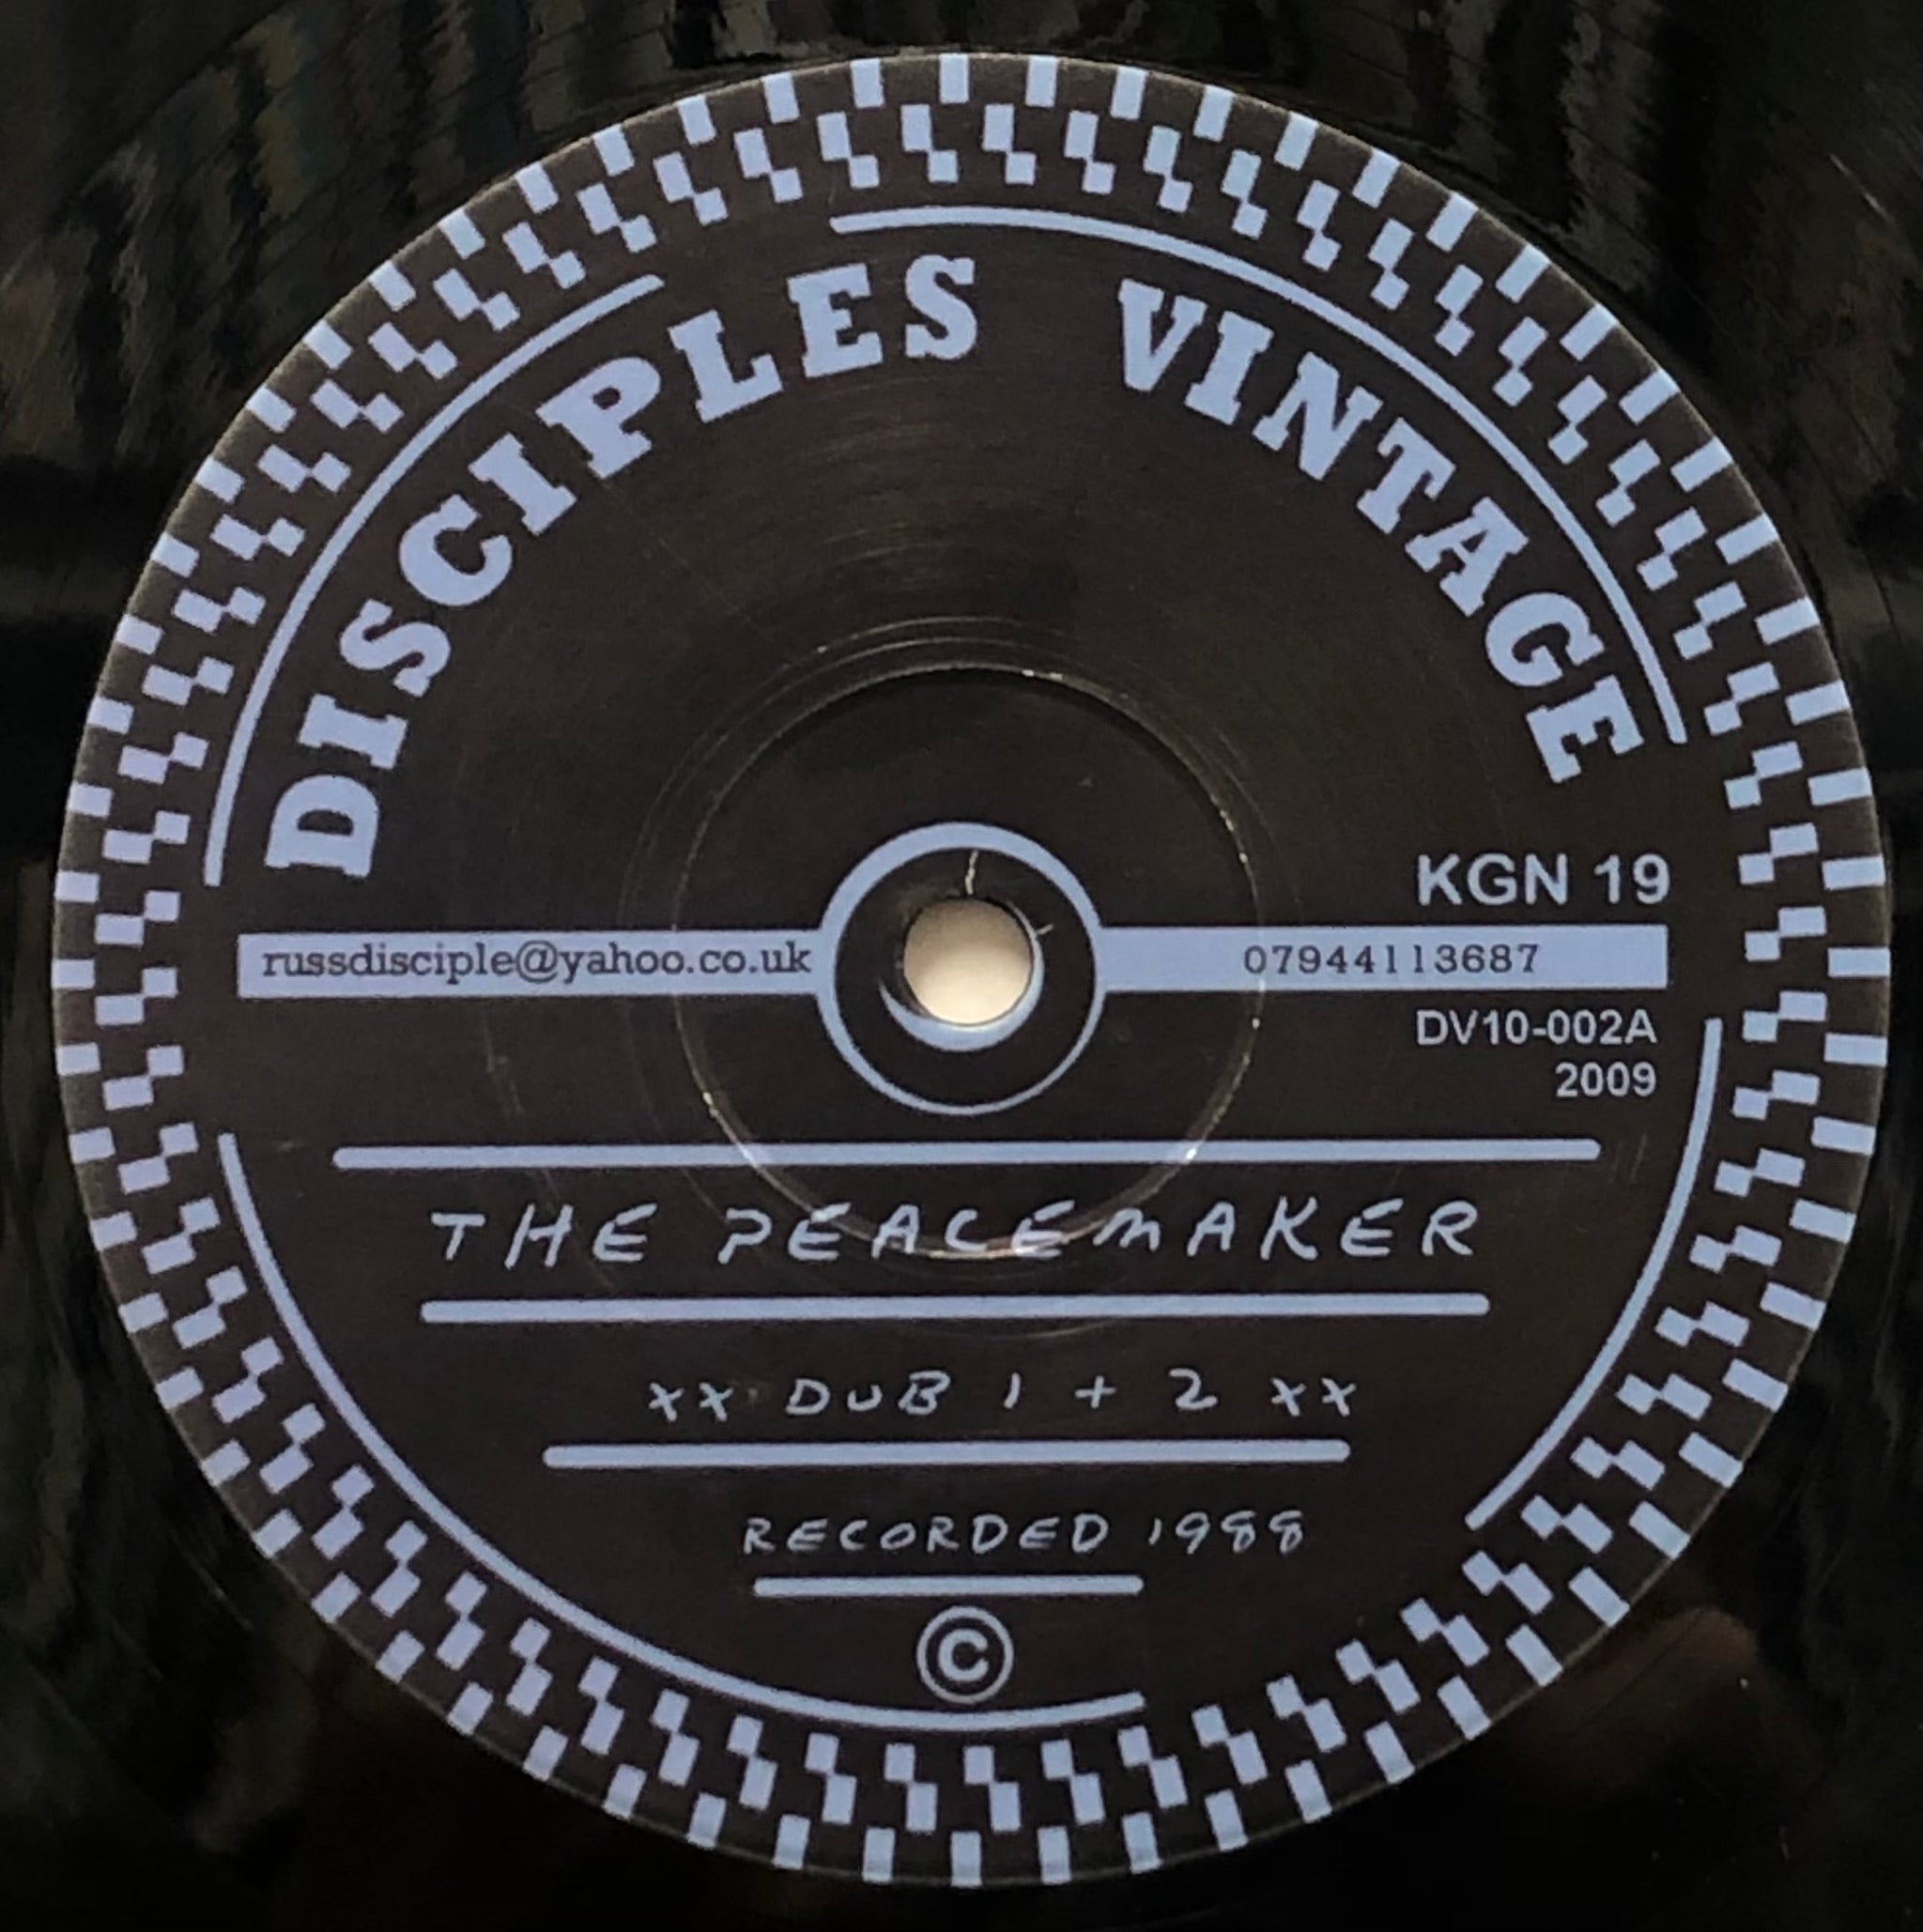 DISCIPLES VINTAGE
KGN 19
russdisciple@yahoo.co.uk 07944113687
DV10-002A
2009
THE PEACEMAKER
xx DUB 1 + 2 xx
RECORDED 1988
©